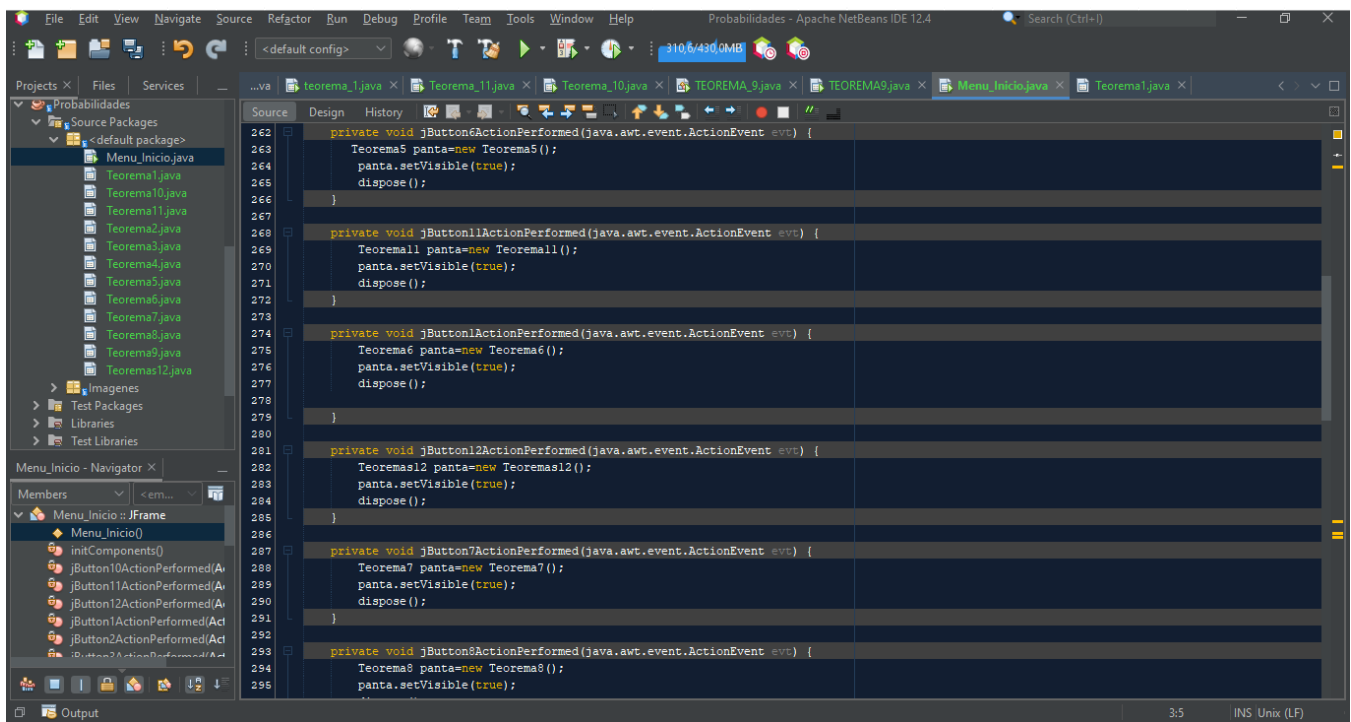 File Edit View Navigate Source Refactor Run Debug Profile Team Tools Window Help Probabilidades - Apache NetBeans IDE 12.4 Search (Ctrl+I)
<default config> 310,6/430,0MB
Projects Files Services
...va teorema_1.java Teorema_11.java Teorema_10.java TEOREMA_9.java TEOREMA9.java Menu_Inicio.java Teorema1.java
Probabilidades
Source Packages
<default package>
Menu_Inicio.java
Teorema1.java
Teorema10.java
Teorema11.java
Teorema2.java
Teorema3.java
Teorema4.java
Teorema5.java
Teorema6.java
Teorema7.java
Teorema8.java
Teorema9.java
Teoremas12.java
Imagenes
Test Packages
Libraries
Test Libraries
Menu_Inicio - Navigator
Members <em...
Menu_Inicio :: JFrame
Menu_Inicio()
initComponents()
jButton10ActionPerformed(A
jButton11ActionPerformed(A
jButton12ActionPerformed(A
jButton1ActionPerformed(Act
jButton2ActionPerformed(Act
jButton3ActionPerformed(Act
Source Design History
262 private void jButton6ActionPerformed(java.awt.event.ActionEvent evt) {
263 Teorema5 panta=new Teorema5();
264 panta.setVisible(true);
265 dispose();
266 }
267
268 private void jButton11ActionPerformed(java.awt.event.ActionEvent evt) {
269 Teorema11 panta=new Teorema11();
270 panta.setVisible(true);
271 dispose();
272 }
273
274 private void jButton1ActionPerformed(java.awt.event.ActionEvent evt) {
275 Teorema6 panta=new Teorema6();
276 panta.setVisible(true);
277 dispose();
278
279 }
280
281 private void jButton12ActionPerformed(java.awt.event.ActionEvent evt) {
282 Teoremas12 panta=new Teoremas12();
283 panta.setVisible(true);
284 dispose();
285 }
286
287 private void jButton7ActionPerformed(java.awt.event.ActionEvent evt) {
288 Teorema7 panta=new Teorema7();
289 panta.setVisible(true);
290 dispose();
291 }
292
293 private void jButton8ActionPerformed(java.awt.event.ActionEvent evt) {
294 Teorema8 panta=new Teorema8();
295 panta.setVisible(true);
Output 3:5 INS Unix (LF)